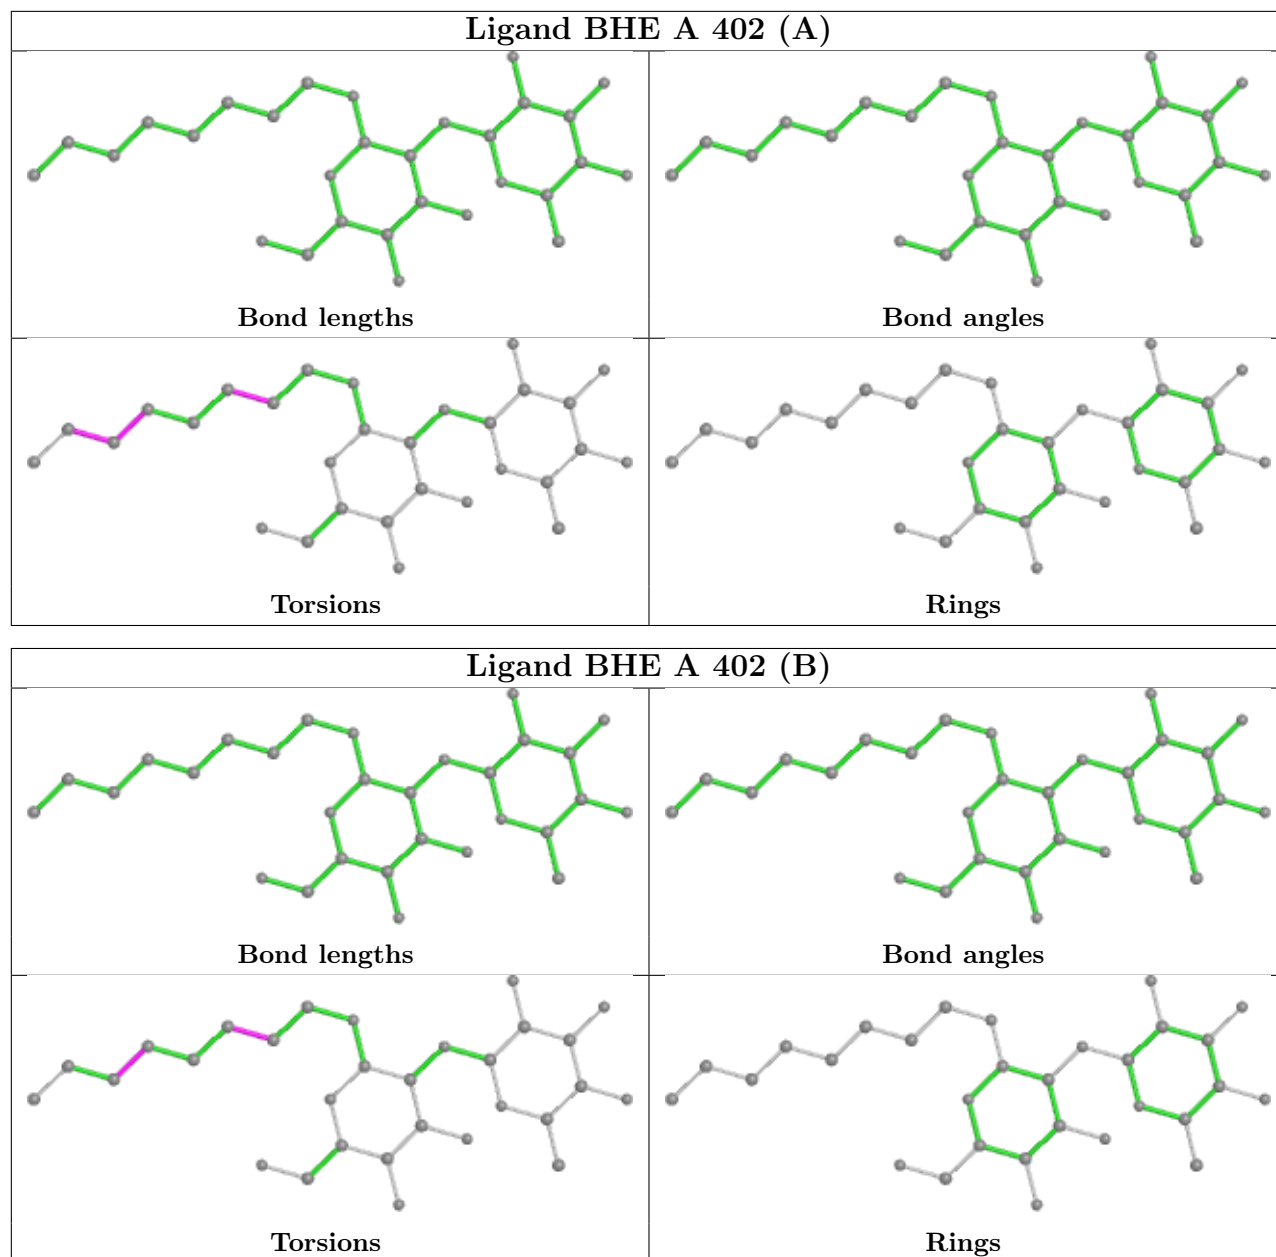 Ligand BHE A 402 (A)
Bond lengths
Bond angles
Torsions
Rings
Ligand BHE A 402 (B)
Bond lengths
Bond angles
Torsions
Rings